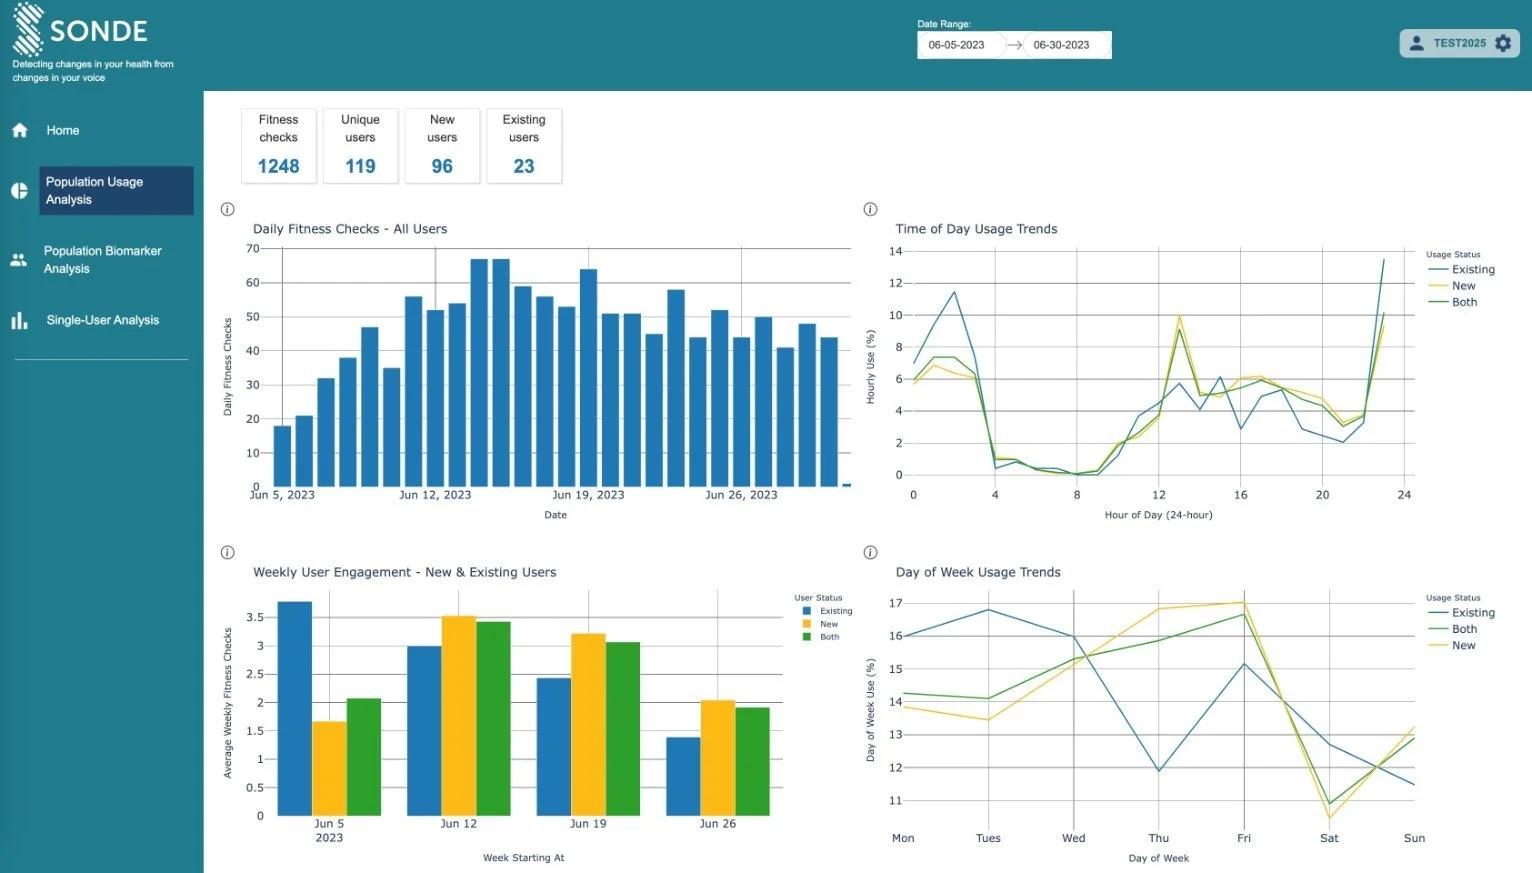 SONDE
Detecting changes in your health from
changes in your voice
Date Range:
06-05-2023
06-30-2023
TEST2025
Home
Population Usage
Analysis
Population Biomarker
Analysis
Single-User Analysis
Fitness
checks
1248
Unique
users
119
New
users
96
Existing
users
23
Daily Fitness Checks - All Users
Daily Fitness Checks
70
60
50
40
30
20
10
0
Jun 5, 2023
Jun 12, 2023
Jun 19, 2023
Jun 26, 2023
Date
Time of Day Usage Trends
Hourly Use (%)
14
12
10
8
6
4
2
0
0
4
8
12
16
20
24
Hour of Day (24-hour)
Usage Status
Existing
New
Both
Weekly User Engagement - New & Existing Users
Average Weekly Fitness Checks
3.5
3
2.5
2
1.5
1
0.5
0
Jun 5
2023
Jun 12
Jun 19
Jun 26
Week Starting At
User Status
Existing
New
Both
Day of Week Usage Trends
Day of Week Use (%)
17
16
15
14
13
12
11
Mon
Tues
Wed
Thu
Fri
Sat
Sun
Day of Week
Usage Status
Existing
Both
New